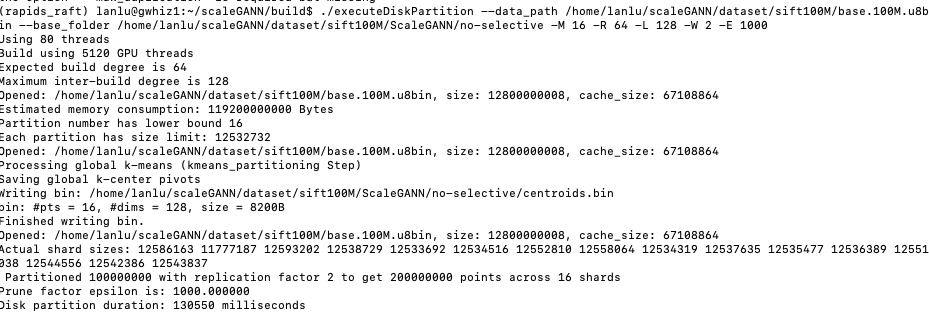 (rapids_raft) lanlu@gwhiz1:~/scaleGANN/build$ ./executeDiskPartition --data_path /home/lanlu/scaleGANN/dataset/sift100M/base.100M.u8b
in --base_folder /home/lanlu/scaleGANN/dataset/sift100M/ScaleGANN/no-selective -M 16 -R 64 -L 128 -W 2 -E 1000
Using 80 threads
Build using 5120 GPU threads
Expected build degree is 64
Maximum inter-build degree is 128
Opened: /home/lanlu/scaleGANN/dataset/sift100M/base.100M.u8bin, size: 12800000008, cache_size: 67108864
Estimated memory consumption: 119200000000 Bytes
Partition number has lower bound 16
Each partition has size limit: 12532732
Opened: /home/lanlu/scaleGANN/dataset/sift100M/base.100M.u8bin, size: 12800000008, cache_size: 67108864
Processing global k-means (kmeans_partitioning Step)
Saving global k-center pivots
Writing bin: /home/lanlu/scaleGANN/dataset/sift100M/ScaleGANN/no-selective/centroids.bin
bin: #pts = 16, #dims = 128, size = 8200B
Finished writing bin.
Opened: /home/lanlu/scaleGANN/dataset/sift100M/base.100M.u8bin, size: 12800000008, cache_size: 67108864
Actual shard sizes: 12586163 11777187 12593202 12538729 12533692 12534516 12552810 12558064 12534319 12537635 12535477 12536389 12551
038 12544556 12542386 12543837
Partitioned 100000000 with replication factor 2 to get 200000000 points across 16 shards
Prune factor epsilon is: 1000.000000
Disk partition duration: 130550 milliseconds